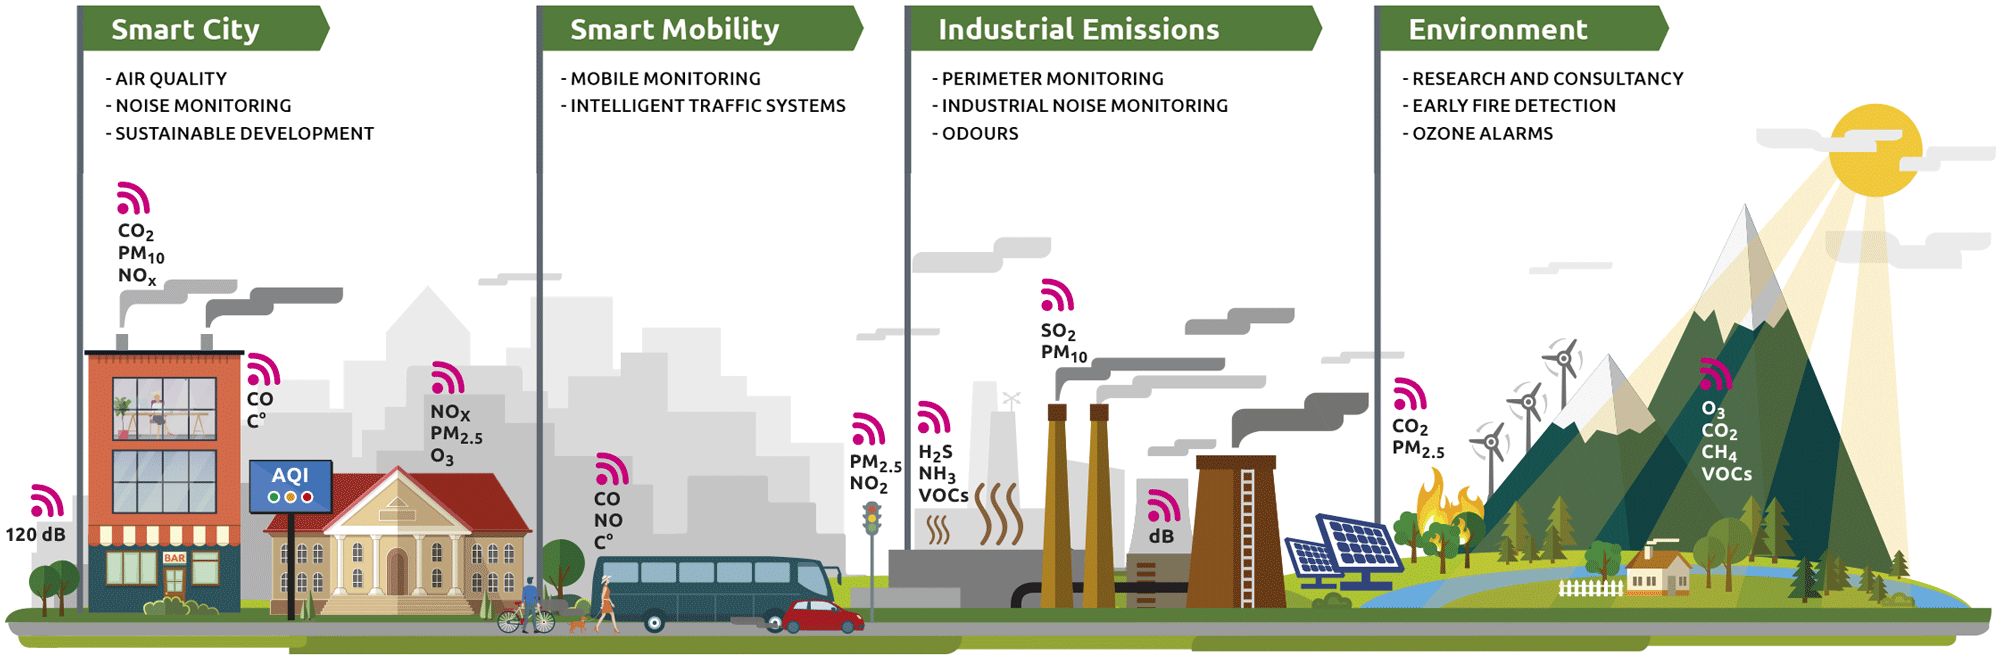 Smart City
- AIR QUALITY
- NOISE MONITORING
- SUSTAINABLE DEVELOPMENT
CO₂
PM₁₀
NOₓ
CO
C°
NOₓ
PM₂.₅
O₃
120 dB
AQI
BAR
Smart Mobility
- MOBILE MONITORING
- INTELLIGENT TRAFFIC SYSTEMS
CO
NO
C°
PM₂.₅
NO₂
Industrial Emissions
- PERIMETER MONITORING
- INDUSTRIAL NOISE MONITORING
- ODOURS
SO₂
PM₁₀
H₂S
NH₃
VOCs
dB
Environment
- RESEARCH AND CONSULTANCY
- EARLY FIRE DETECTION
- OZONE ALARMS
CO₂
PM₂.₅
O₃
CO₂
CH₄
VOCs